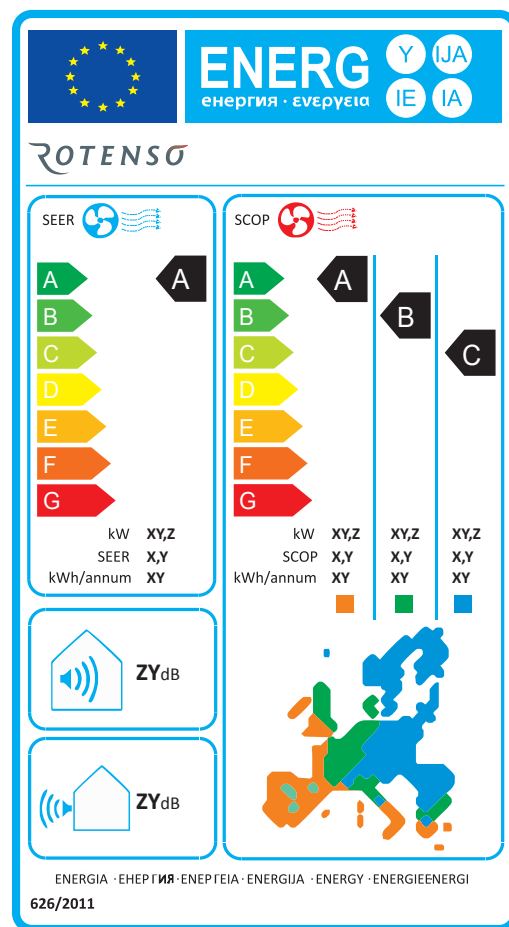 ENERG
енергия · ενεργεια
Y
IJA
IE
IA
ROTENSO
SEER
A
A
B
C
D
E
F
G
kW XY,Z
SEER X,Y
kWh/annum XY
SCOP
A
A
B
B
C
C
D
E
F
G
kW XY,Z XY,Z XY,Z
SCOP X,Y X,Y X,Y
kWh/annum XY XY XY
ZYdB
ZYdB
ENERGIA · ЕНЕРГИЯ · ΕΝΕΡΓΕΙΑ · ENERGIJA · ENERGY · ENERGIEENERGI
626/2011